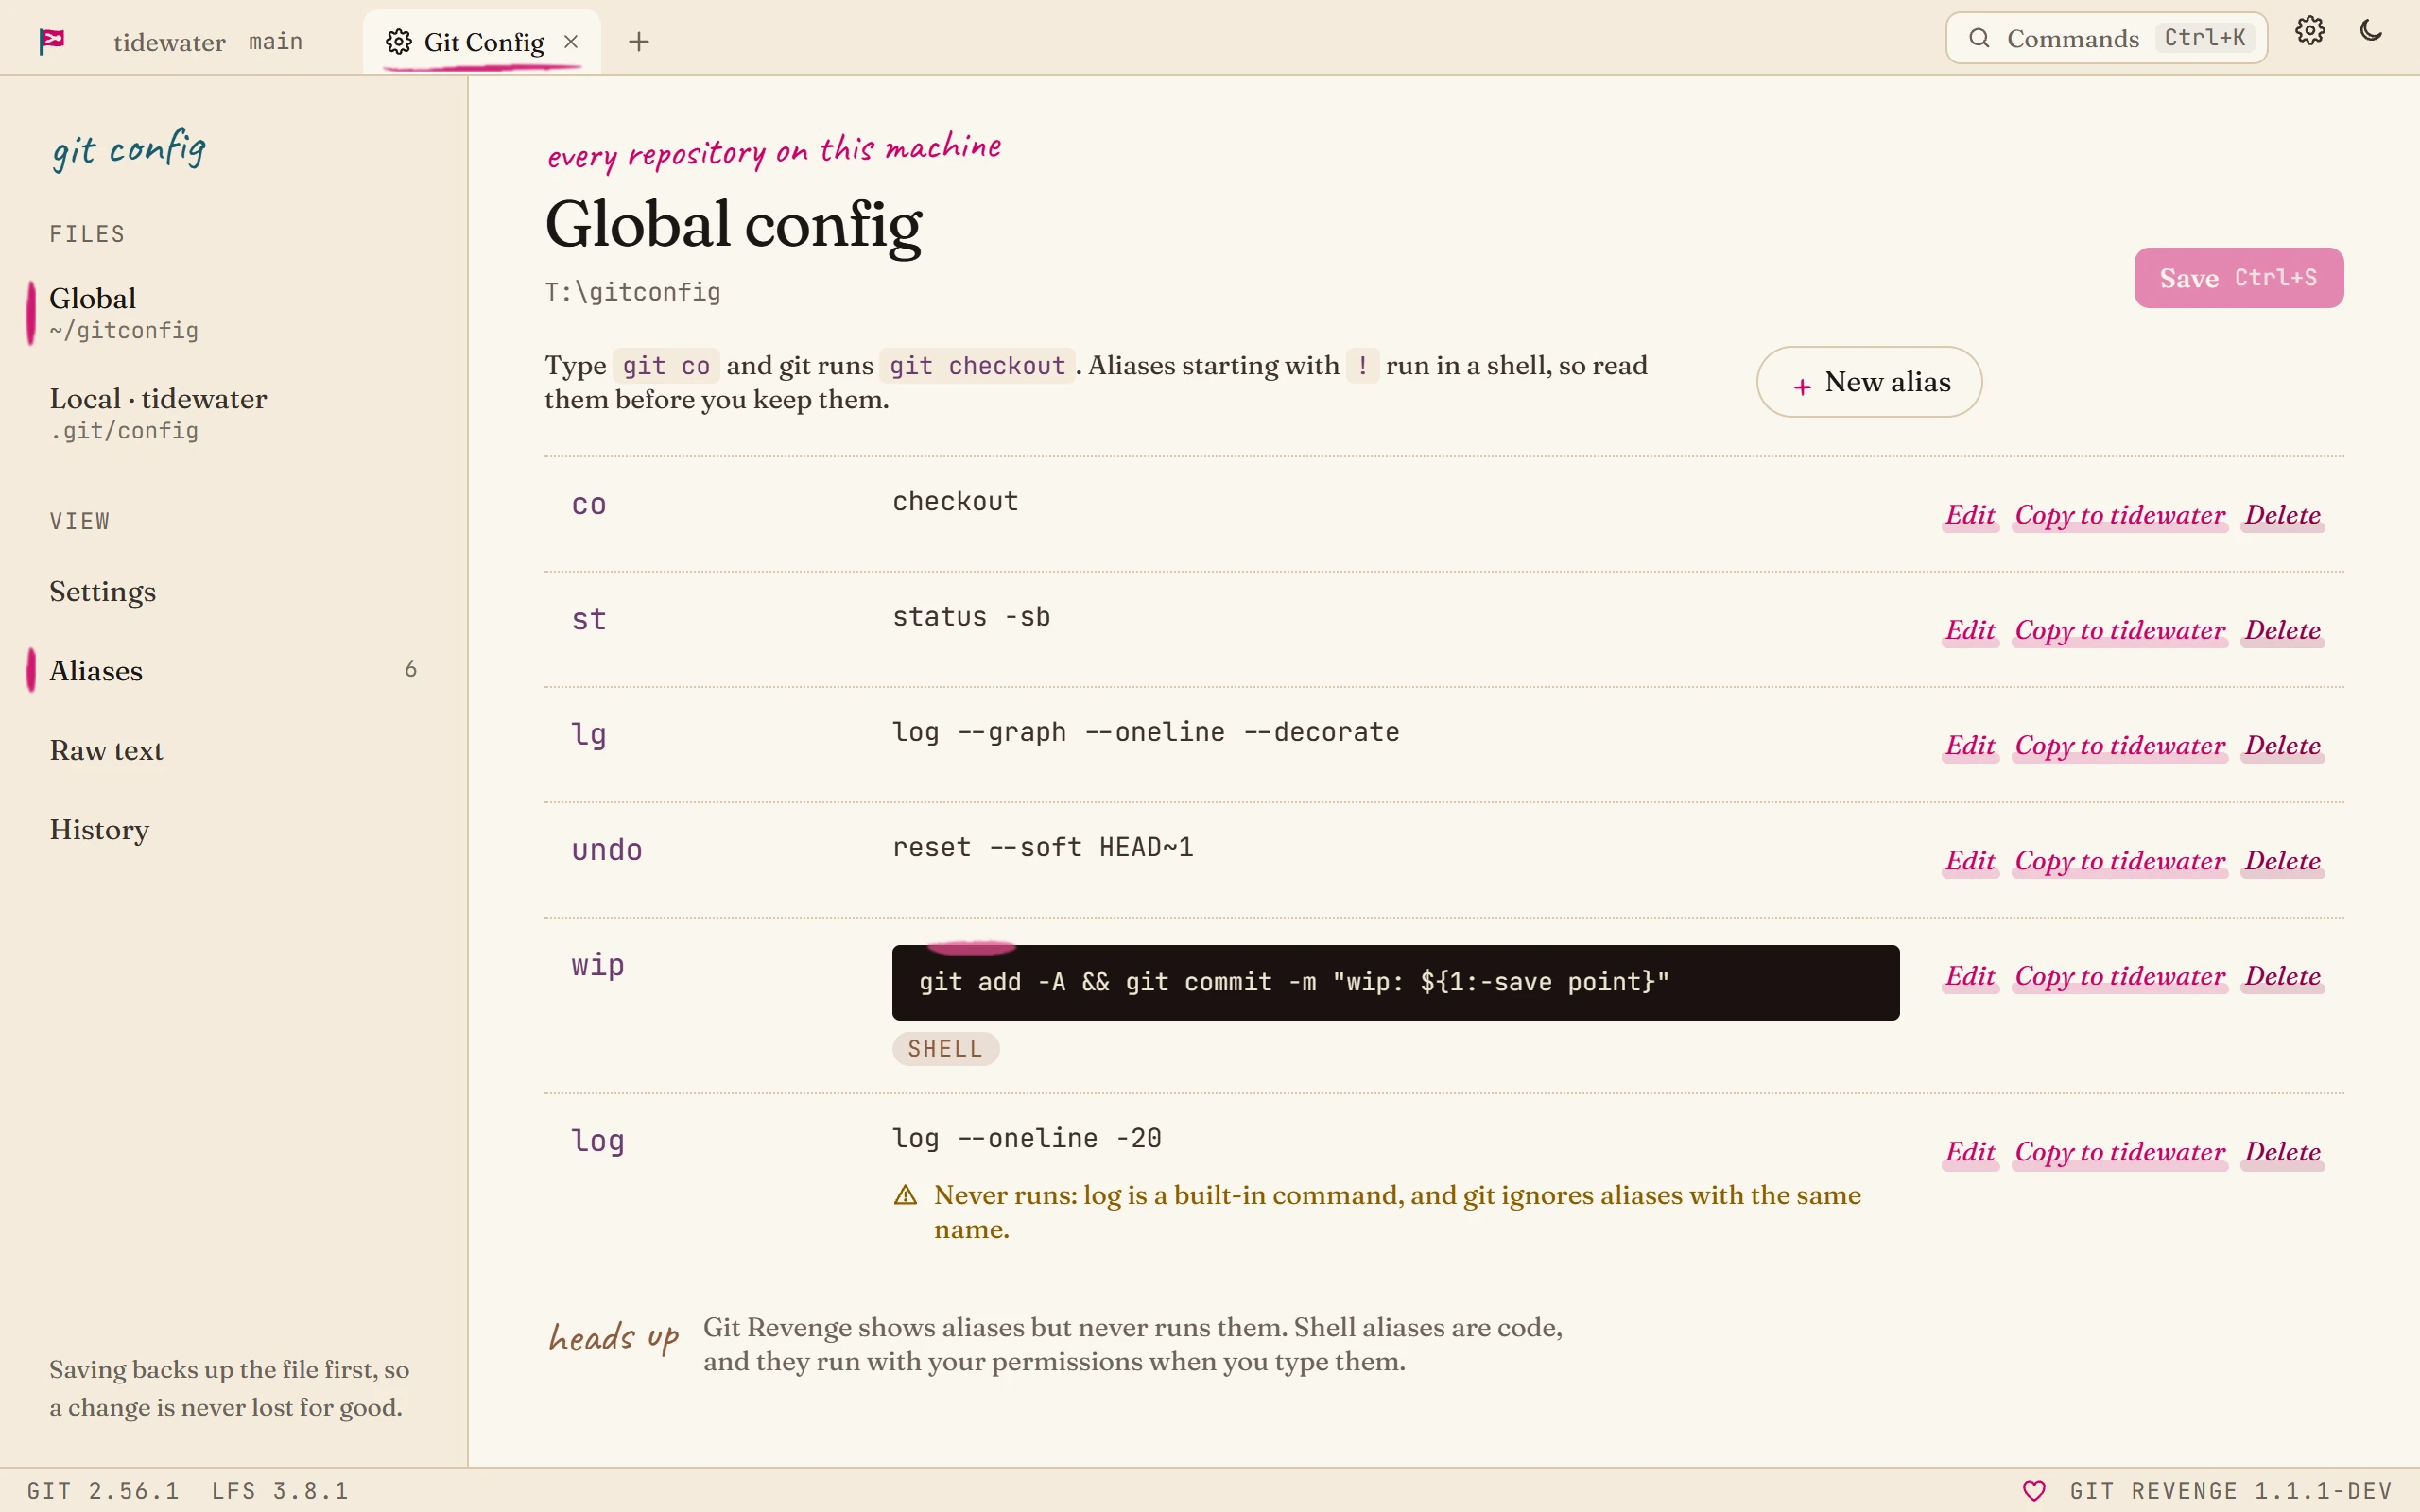 tidewater main Git Config Commands Ctrl+K
git config
FILES
Global
~/gitconfig
Local · tidewater
.git/config
VIEW
Settings
Aliases 6
Raw text
History
Saving backs up the file first, so
a change is never lost for good.
every repository on this machine
Global config
T:\gitconfig
Save Ctrl+S
Type git co and git runs git checkout. Aliases starting with ! run in a shell, so read
them before you keep them.
+ New alias
co checkout Edit Copy to tidewater Delete
st status -sb Edit Copy to tidewater Delete
lg log --graph --oneline --decorate Edit Copy to tidewater Delete
undo reset --soft HEAD~1 Edit Copy to tidewater Delete
wip git add -A && git commit -m "wip: ${1:-save point}" Edit Copy to tidewater Delete
SHELL
log log --oneline -20 Edit Copy to tidewater Delete
Never runs: log is a built-in command, and git ignores aliases with the same
name.
heads up Git Revenge shows aliases but never runs them. Shell aliases are code,
and they run with your permissions when you type them.
GIT 2.56.1 LFS 3.8.1 GIT REVENGE 1.1.1-DEV